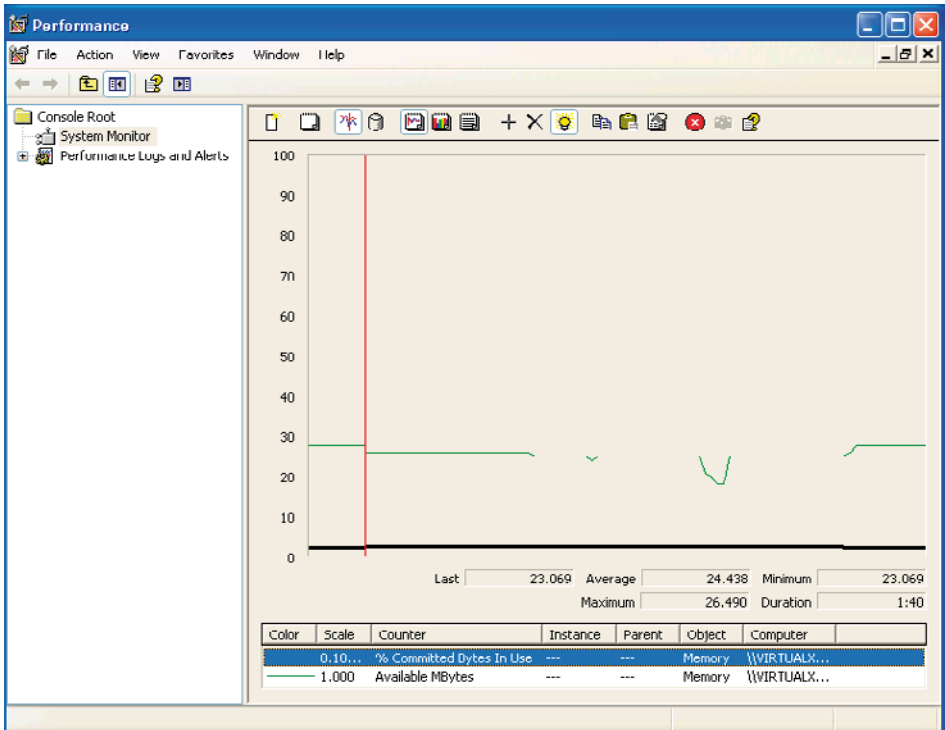 Performance
File Action View Favorites Window Help
Console Root
System Monitor
Performance Logs and Alerts
100
90
80
70
60
50
40
30
20
10
0
Last 23.069 Average 24.438 Minimum 23.069
Maximum 26.490 Duration 1:40
Color Scale Counter Instance Parent Object Computer
0.10... % Committed Bytes In Use --- --- Memory \\VIRTUALX...
1.000 Available MBytes --- --- Memory \\VIRTUALX...